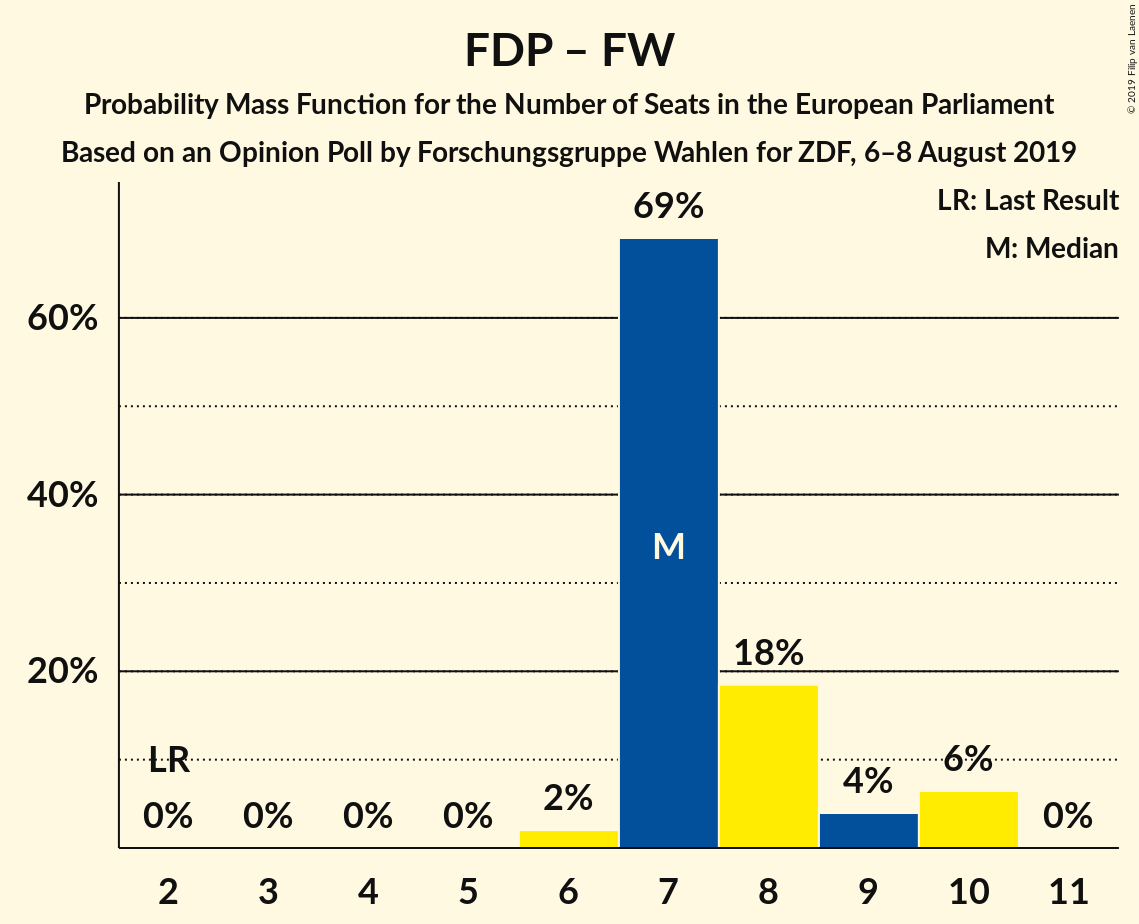 FDP – FW
Probability Mass Function for the Number of Seats in the European Parliament
Based on an Opinion Poll by Forschungsgruppe Wahlen for ZDF, 6–8 August 2019
© 2019 Filip van Laenen
LR: Last Result
M: Median
69%
60%
40%
M
18%
20%
LR
6%
4%
2%
0% 0% 0% 0% 0%
2 3 4 5 6 7 8 9 10 11